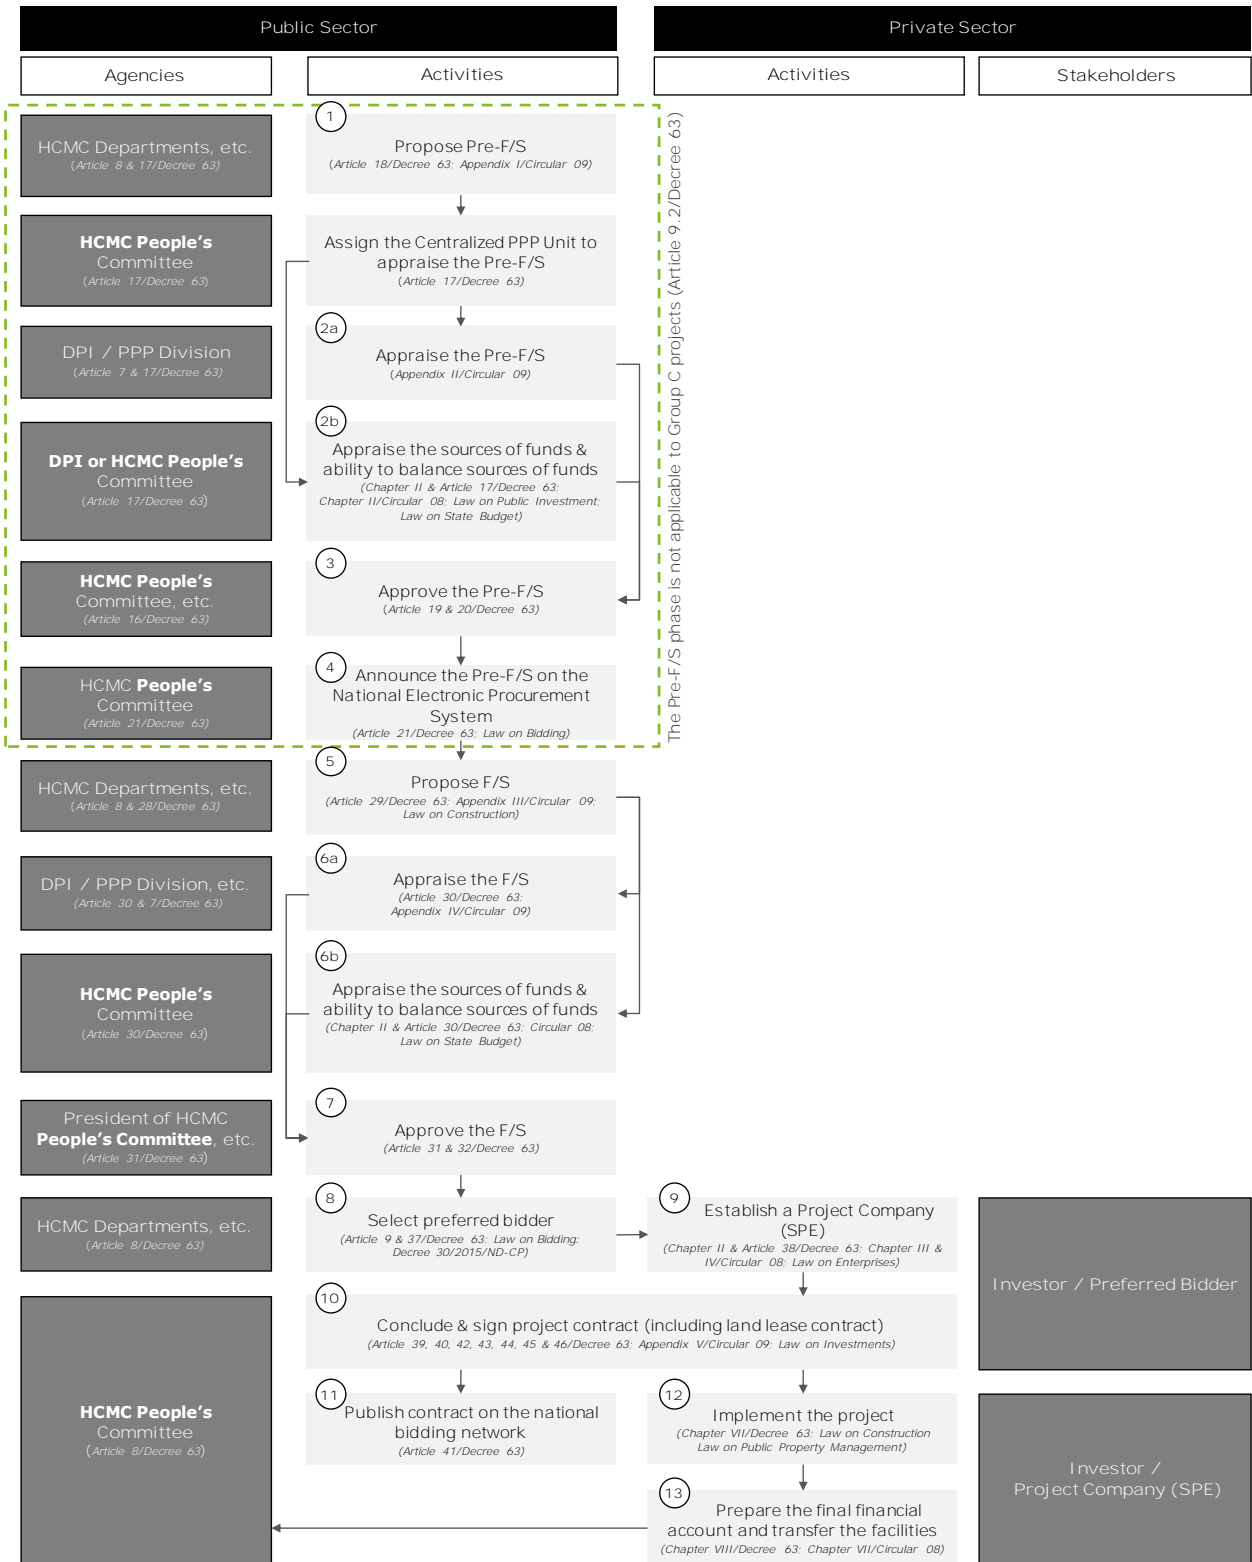 Public Sector
Private Sector
Agencies
Activities
Activities
Stakeholders
HCMC Departments, etc.
(Article 8 & 17/Decree 63)
1
Propose Pre-F/S
(Article 18/Decree 63; Appendix I/Circular 09)
HCMC People's
Committee
(Article 17/Decree 63)
Assign the Centralized PPP Unit to
appraise the Pre-F/S
(Article 17/Decree 63)
DPI / PPP Division
(Article 7 & 17/Decree 63)
2a
Appraise the Pre-F/S
(Appendix II/Circular 09)
DPI or HCMC People's
Committee
(Article 17/Decree 63)
2b
Appraise the sources of funds &
ability to balance sources of funds
(Chapter II & Article 17/Decree 63;
Chapter II/Circular 08; Law on Public Investment;
Law on State Budget)
HCMC People's
Committee, etc.
(Article 16/Decree 63)
3
Approve the Pre-F/S
(Article 19 & 20/Decree 63)
HCMC People's
Committee
(Article 21/Decree 63)
4
Announce the Pre-F/S on the
National Electronic Procurement
System
(Article 21/Decree 63; Law on Bidding)
The Pre-F/S phase is not applicable to Group C projects (Article 9.2/Decree 63)
HCMC Departments, etc.
(Article 8 & 28/Decree 63)
5
Propose F/S
(Article 29/Decree 63; Appendix III/Circular 09;
Law on Construction)
DPI / PPP Division, etc.
(Article 30 & 7/Decree 63)
6a
Appraise the F/S
(Article 30/Decree 63;
Appendix IV/Circular 09)
HCMC People's
Committee
(Article 30/Decree 63)
6b
Appraise the sources of funds &
ability to balance sources of funds
(Chapter II & Article 30/Decree 63; Circular 08;
Law on State Budget)
President of HCMC
People's Committee, etc.
(Article 31/Decree 63)
7
Approve the F/S
(Article 31 & 32/Decree 63)
HCMC Departments, etc.
(Article 8/Decree 63)
8
Select preferred bidder
(Article 9 & 37/Decree 63; Law on Bidding:
Decree 30/2015/ND-CP)
9
Establish a Project Company
(SPE)
(Chapter II & Article 38/Decree 63; Chapter III &
IV/Circular 08; Law on Enterprises)
Investor / Preferred Bidder
10
Conclude & sign project contract (including land lease contract)
(Article 39, 40, 42, 43, 44, 45 & 46/Decree 63; Appendix V/Circular 09; Law on Investments)
HCMC People's
Committee
(Article 8/Decree 63)
11
Publish contract on the national
bidding network
(Article 41/Decree 63)
12
Implement the project
(Chapter VII/Decree 63; Law on Construction
Law on Public Property Management)
Investor /
Project Company (SPE)
13
Prepare the final financial
account and transfer the facilities
(Chapter VIII/Decree 63; Chapter VII/Circular 08)